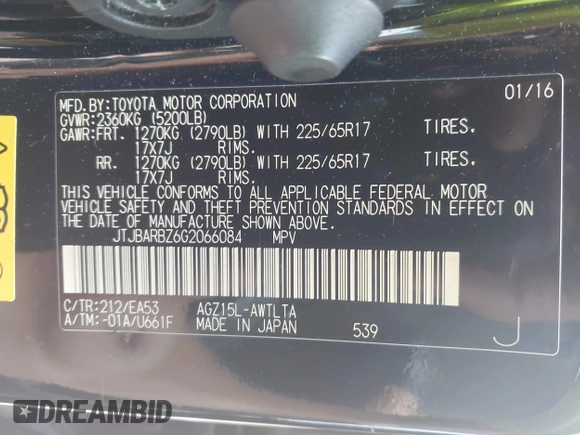 MFD.BY:TOYOTA MOTOR CORPORATION 01/16
GVWR:2360KG (5200LB)
GAWR:FRT. 1270KG (2790LB) WITH 225/65R17 TIRES.
17X7J RIMS.
RR. 1270KG (2790LB) WITH 225/65R17 TIRES.
17X7J RIMS.
THIS VEHICLE CONFORMS TO ALL APPLICABLE FEDERAL MOTOR
VEHICLE SAFETY AND THEFT PREVENTION STANDARDS IN EFFECT ON
THE DATE OF MANUFACTURE SHOWN ABOVE.
JTJBARBZ6G2066084 MPV
C/TR:212/EA53 AGZ15L-AWTLTA
A/TM:-01A/U661F MADE IN JAPAN 539 J
DREAMBID